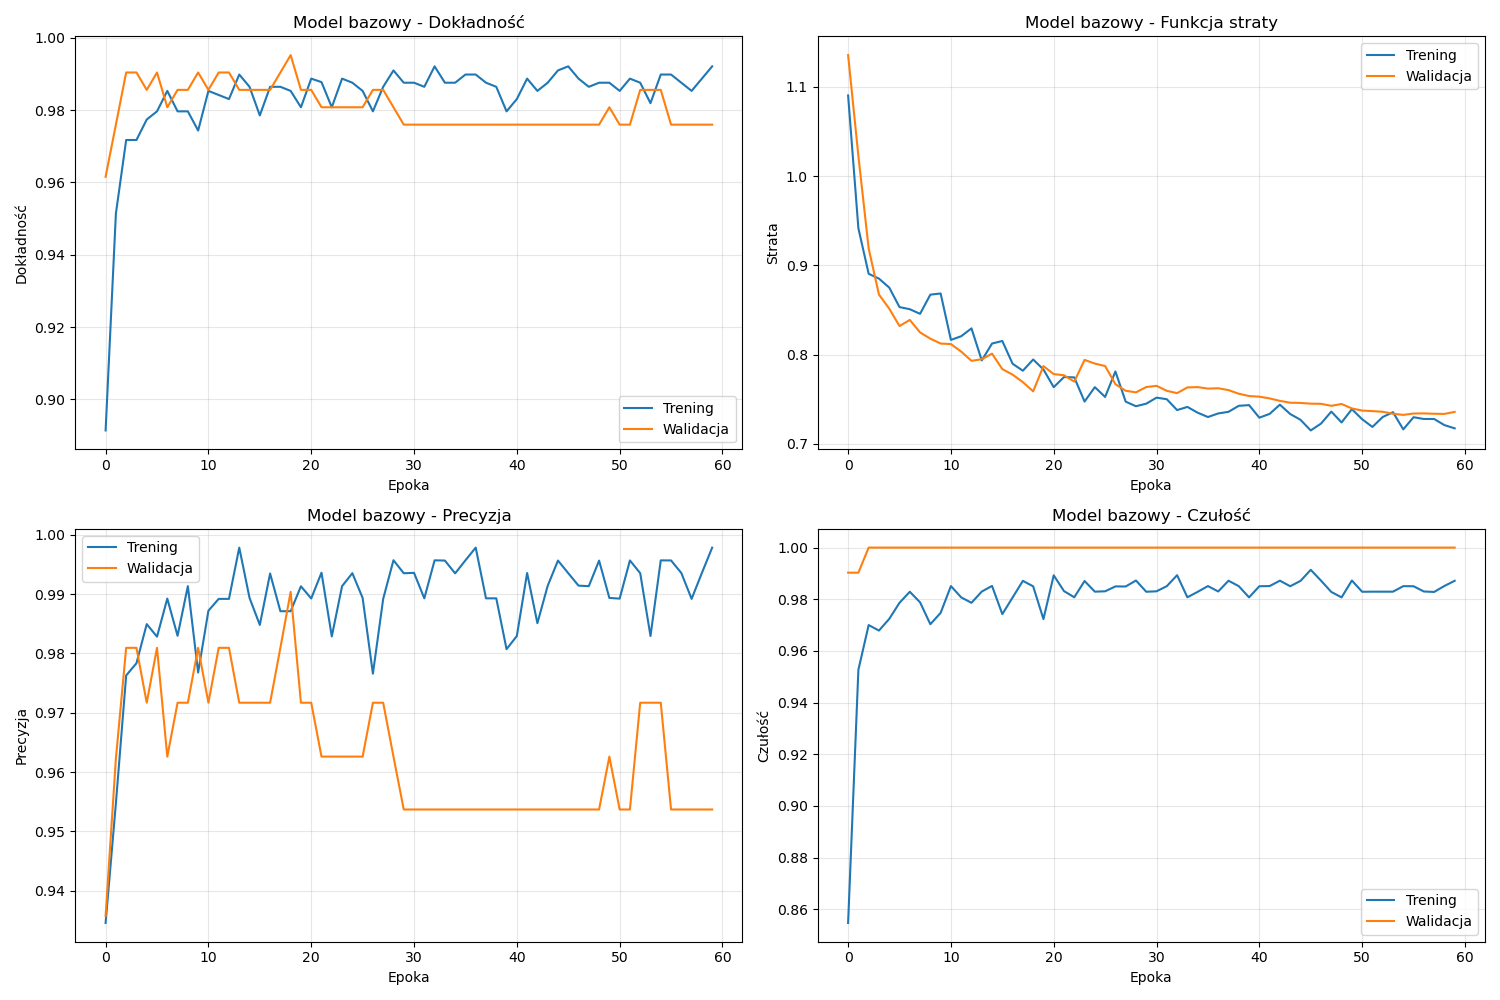 Model bazowy - Dokładność
1.00
0.98
0.96
0.94
0.92
0.90
Dokładność
Trening
Walidacja
0 10 20 30 40 50 60
Epoka
Model bazowy - Funkcja straty
1.1
1.0
0.9
0.8
0.7
Strata
Trening
Walidacja
0 10 20 30 40 50 60
Epoka
Model bazowy - Precyzja
1.00
0.99
0.98
0.97
0.96
0.95
0.94
Precyzja
Trening
Walidacja
0 10 20 30 40 50 60
Epoka
Model bazowy - Czułość
1.00
0.98
0.96
0.94
0.92
0.90
0.88
0.86
Czułość
Trening
Walidacja
0 10 20 30 40 50 60
Epoka